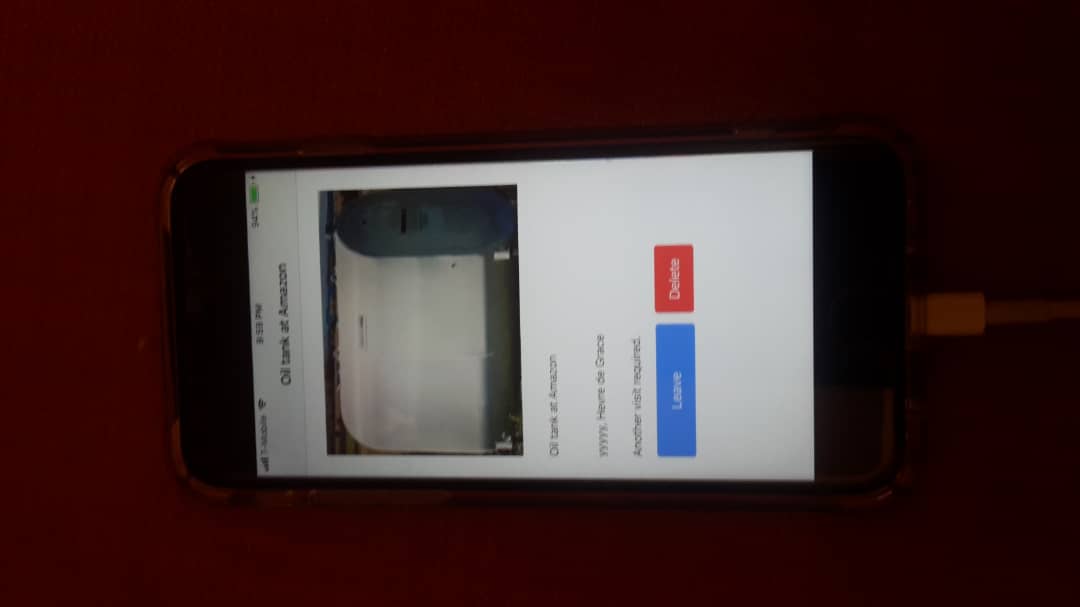 T-Mobile 9:59 PM 94%
Oil tank at Amazon
Oil tank at Amazon
yyyyy, Hevre de Grace
Another visit required.
Leave Delete